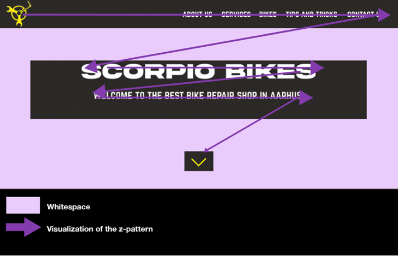 ABOUT US SERVICES BIKES TIPS AND TRICKS CONTACT
SCORPIO BIKES
WELCOME TO THE BEST BIKE REPAIR SHOP IN AARHUS
Whitespace
Visualization of the z-pattern